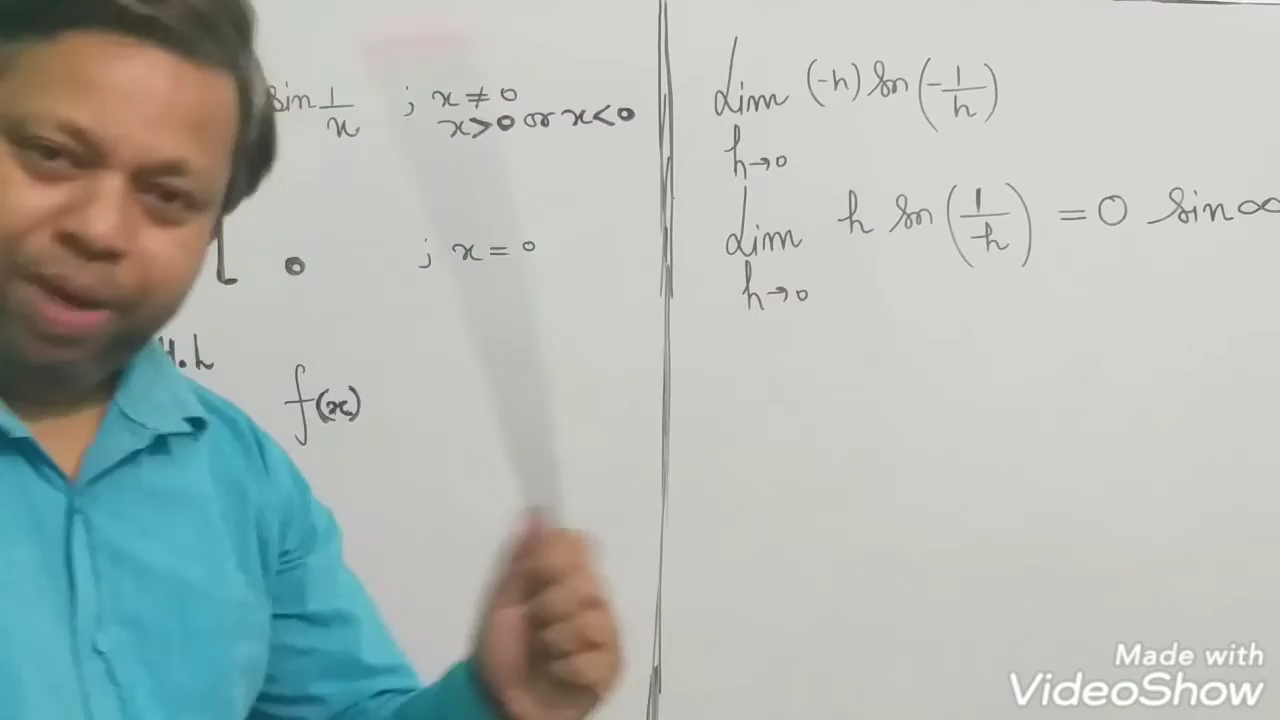 sin 1/x ; x ≠ 0
x>0 or x<0
0 ; x = 0
H.L
f(x)
Lim (-h) sin (-1/h)
h→0
Lim h sin (1/h) = 0 sin ∞
h→0
Made with
VideoShow